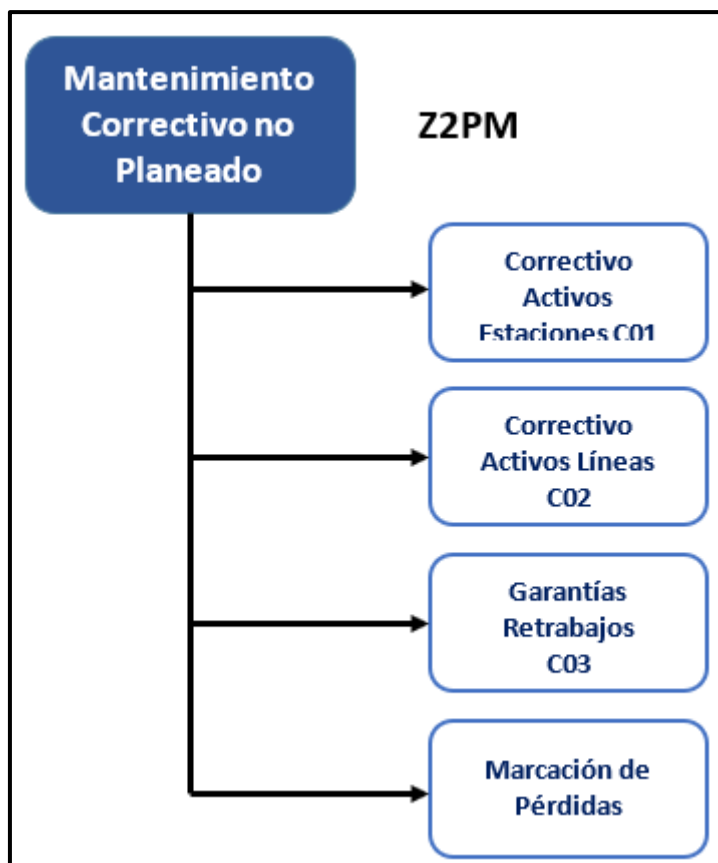 Mantenimiento
Correctivo no
Planeado
Z2PM
Correctivo
Activos
Estaciones C01
Correctivo
Activos Líneas
C02
Garantías
Retrabajos
C03
Marcación de
Pérdidas